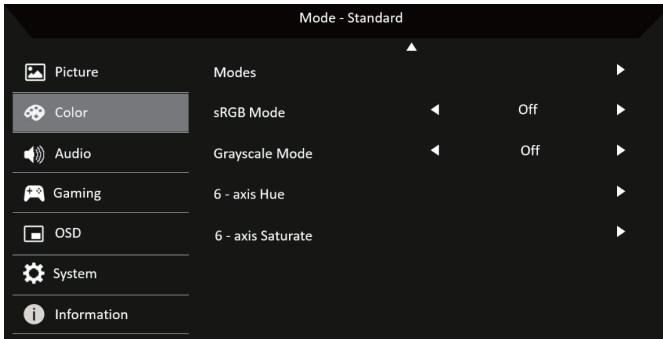 Mode - Standard
Picture
Modes
Color
sRGB Mode
Off
Audio
Grayscale Mode
Off
Gaming
6 - axis Hue
OSD
6 - axis Saturate
System
Information